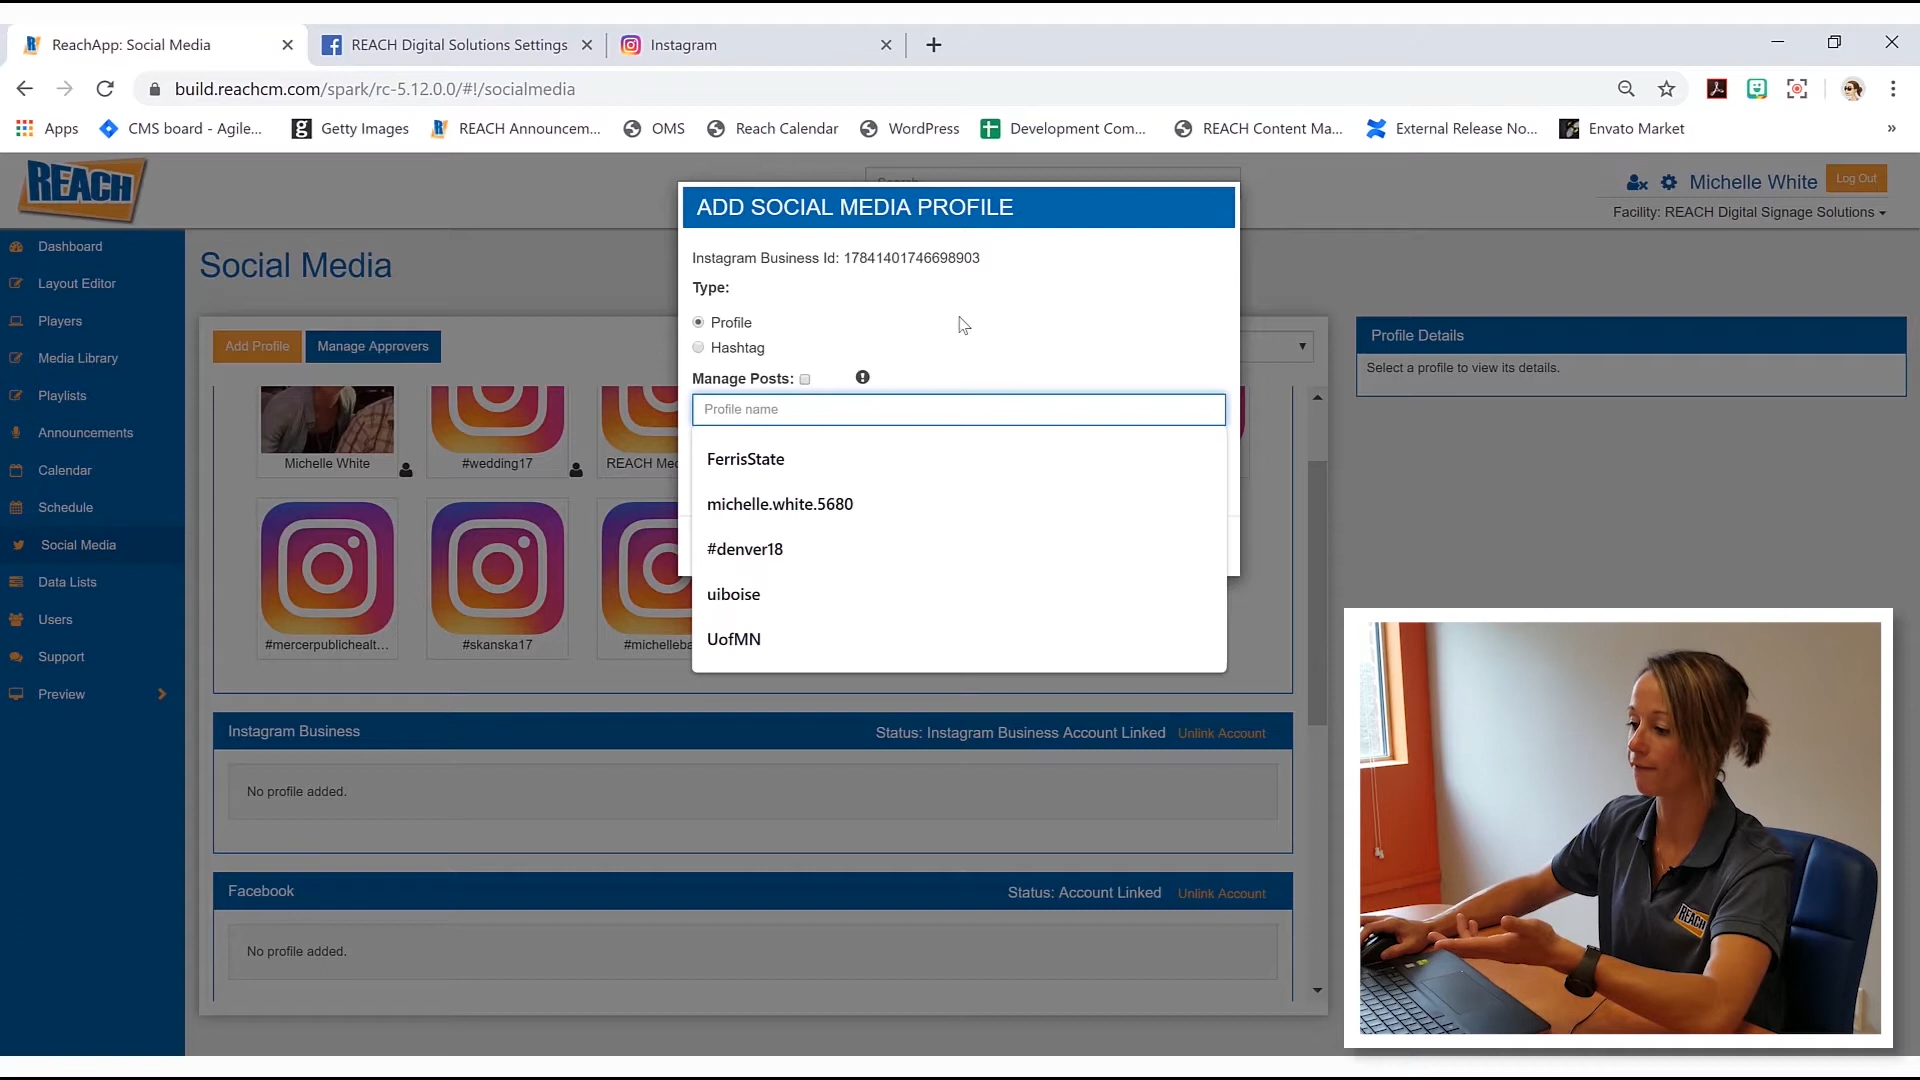 ReachApp: Social Media
REACH Digital Solutions Settings
Instagram
build.reachcm.com/spark/rc-5.12.0.0/#!/socialmedia
Apps
CMS board - Agile...
Getty Images
REACH Announcem...
OMS
Reach Calendar
WordPress
Development Com...
REACH Content Ma...
External Release No...
Envato Market
»
REACH
Search
Michelle White
Log Out
Facility: REACH Digital Signage Solutions
Dashboard
Layout Editor
Players
Media Library
Playlists
Announcements
Calendar
Schedule
Social Media
Data Lists
Users
Support
Preview
Social Media
Add Profile
Manage Approvers
Michelle White
#wedding17
REACH Med
#mercerpublichealt...
#skanska17
#michelleba
Instagram Business
Status: Instagram Business Account Linked
Unlink Account
No profile added.
Facebook
Status: Account Linked
Unlink Account
No profile added.
ADD SOCIAL MEDIA PROFILE
Instagram Business Id: 17841401746698903
Type:
Profile
Hashtag
Manage Posts:
Profile name
FerrisState
michelle.white.5680
#denver18
uiboise
UofMN
Profile Details
Select a profile to view its details.
REACH